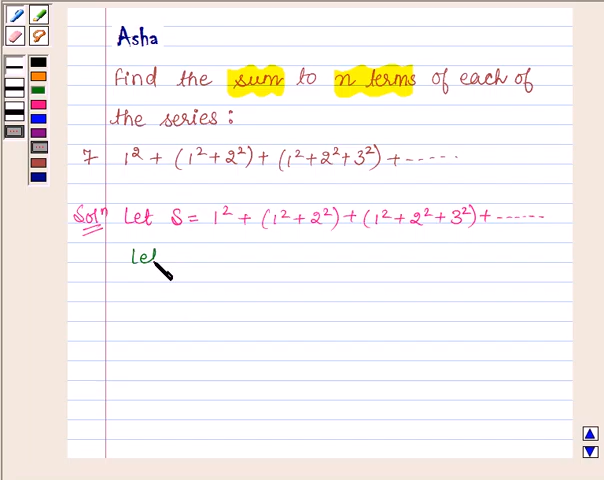 Asha
Find the sum to n terms of each of
the series :
7 1² + (1²+2²) + (1²+2²+3²) + -----
Solⁿ Let S = 1² + (1²+2²) + (1²+2²+3²) + ------
Let